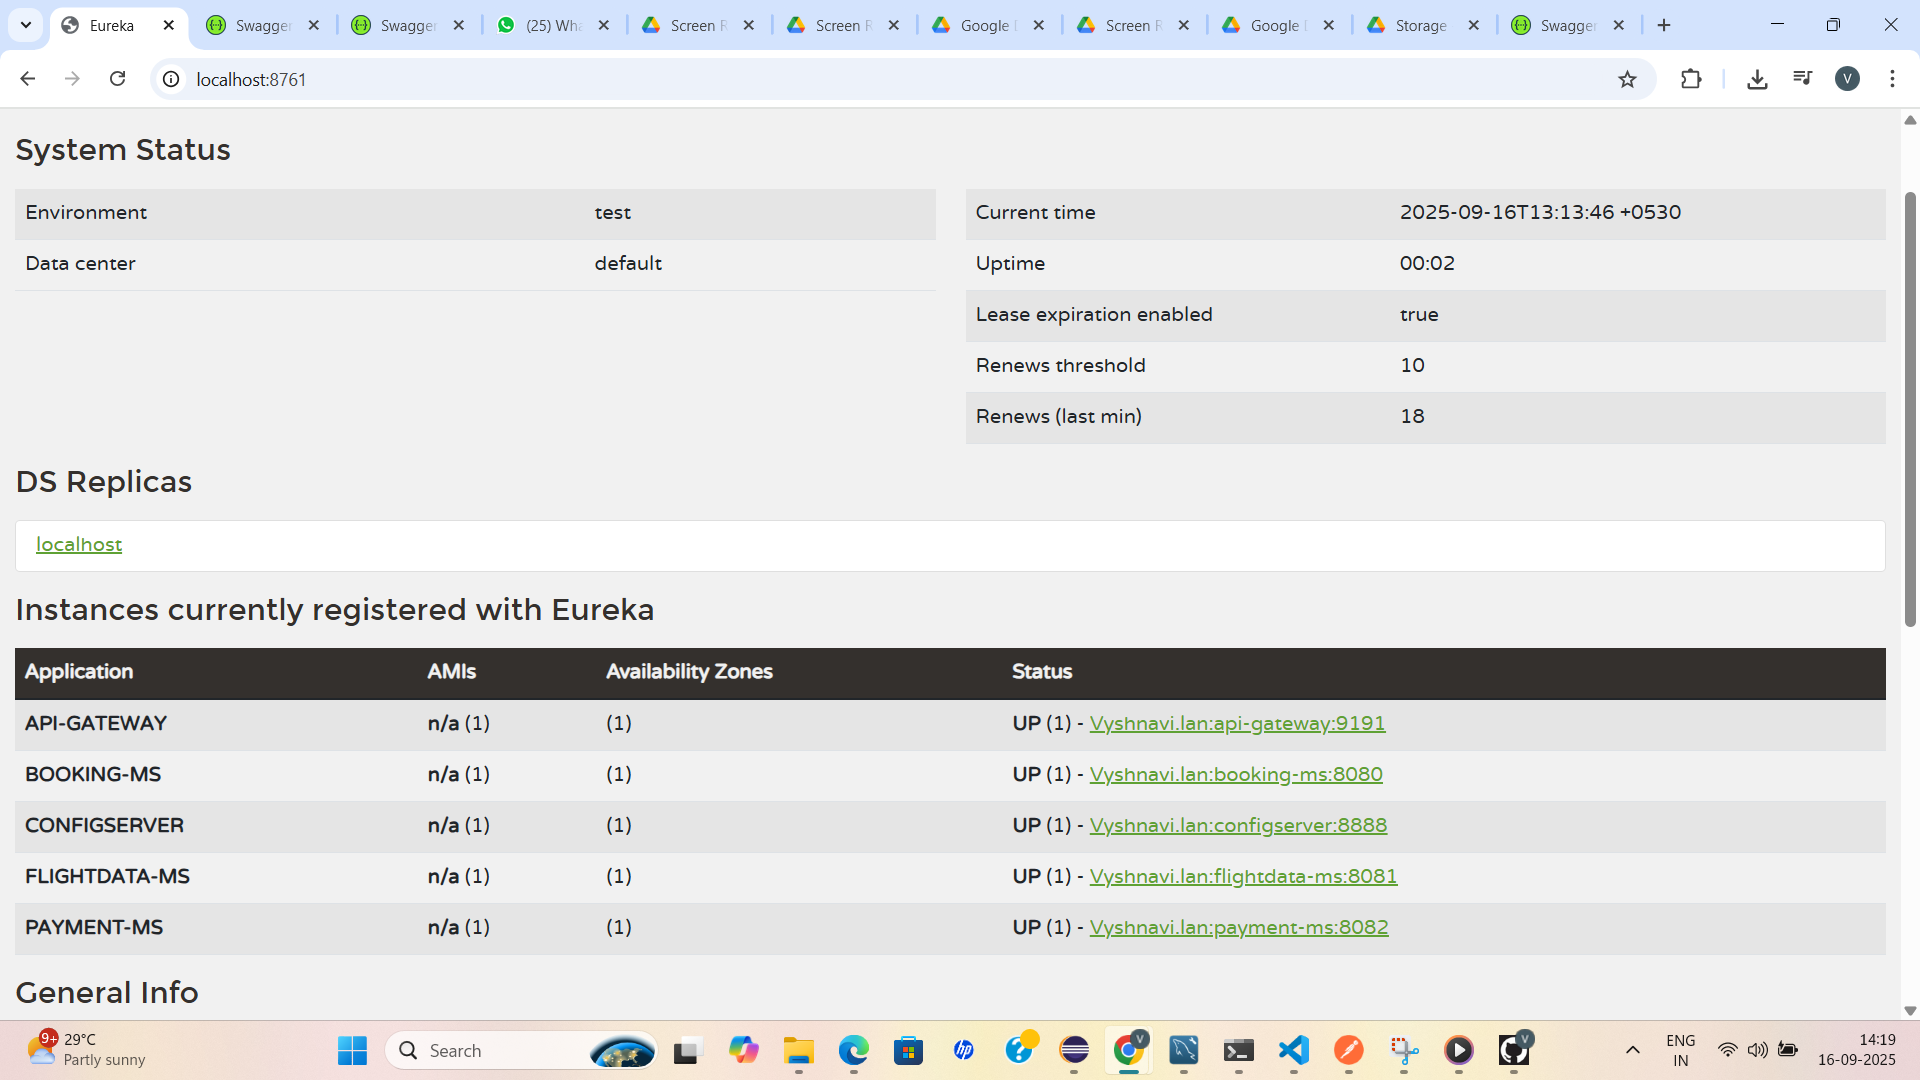 Eureka
Swagger
Swagger
(25) Wha
Screen R
Screen R
Google D
Screen R
Google D
Storage
Swagger
localhost:8761
V
System Status
Environment test
Data center default
Current time 2025-09-16T13:13:46 +0530
Uptime 00:02
Lease expiration enabled true
Renews threshold 10
Renews (last min) 18
DS Replicas
localhost
Instances currently registered with Eureka
Application AMIs Availability Zones Status
API-GATEWAY n/a (1) (1) UP (1) - Vyshnavi.lan:api-gateway:9191
BOOKING-MS n/a (1) (1) UP (1) - Vyshnavi.lan:booking-ms:8080
CONFIGSERVER n/a (1) (1) UP (1) - Vyshnavi.lan:configserver:8888
FLIGHTDATA-MS n/a (1) (1) UP (1) - Vyshnavi.lan:flightdata-ms:8081
PAYMENT-MS n/a (1) (1) UP (1) - Vyshnavi.lan:payment-ms:8082
General Info
9+
29°C
Partly sunny
Search
hp
V
V
ENG
IN
14:19
16-09-2025